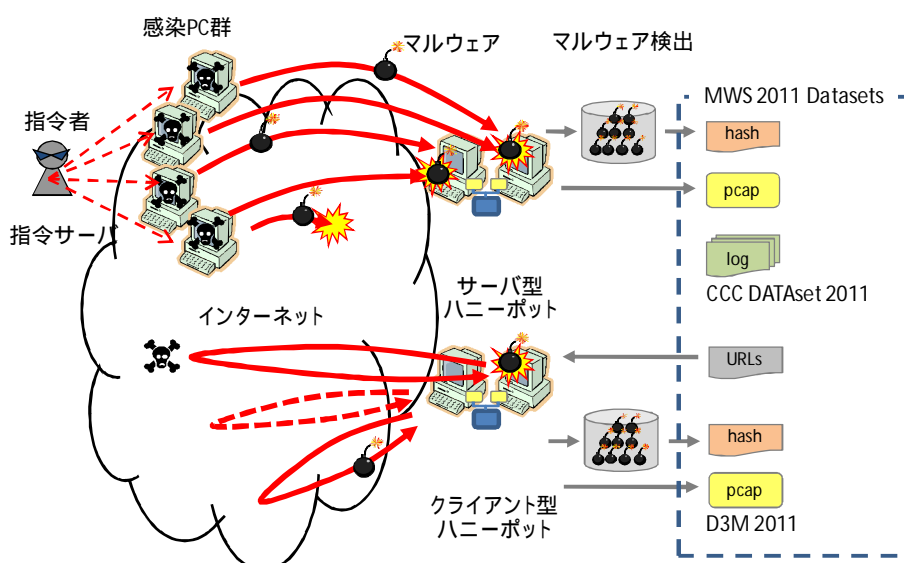 感染PC群
マルウェア
マルウェア検出
MWS 2011 Datasets
指令者
hash
pcap
指令サーバ
log
CCC DATAset 2011
サーバ型
ハニーポット
インターネット
URLs
hash
クライアント型
ハニーポット
pcap
D3M 2011